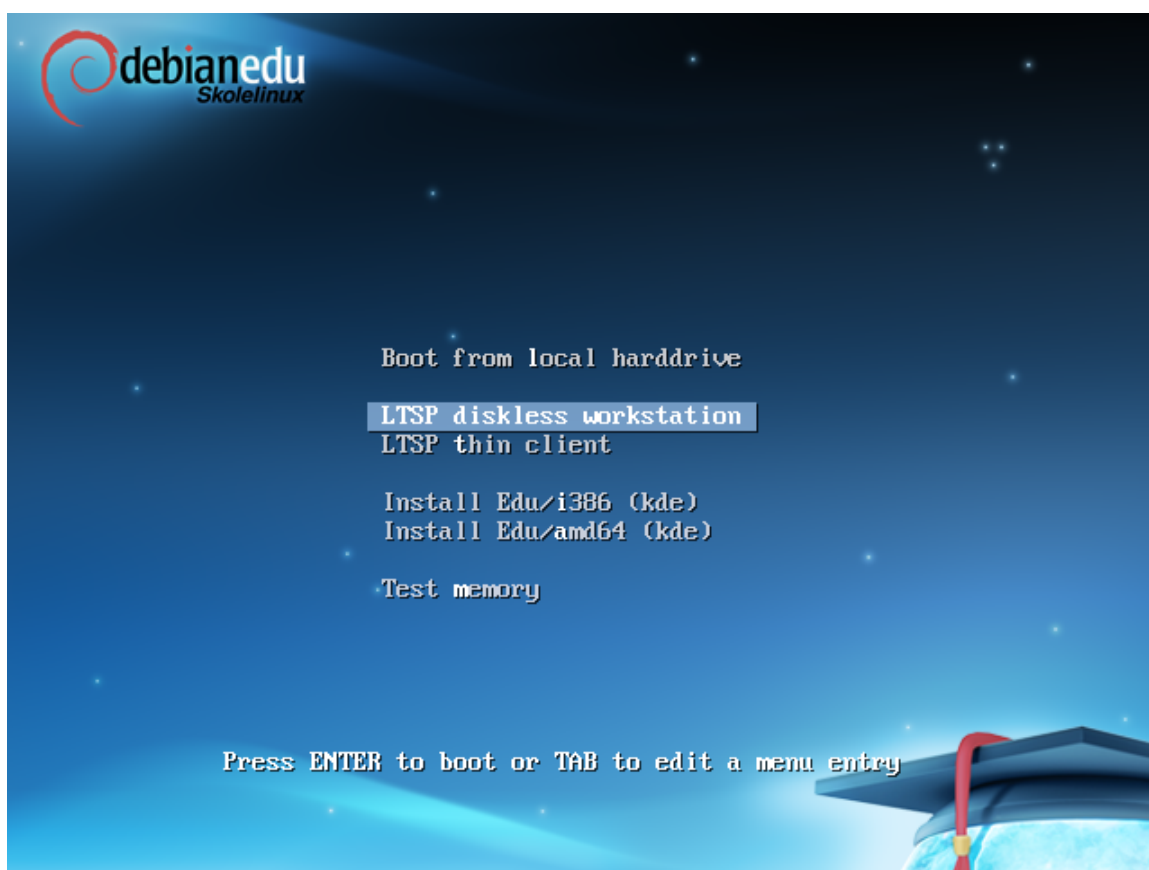 debianedu
Skolelinux
Boot from local harddrive
LTSP diskless workstation
LTSP thin client
Install Edu/i386 (kde)
Install Edu/amd64 (kde)
Test memory
Press ENTER to boot or TAB to edit a menu entry